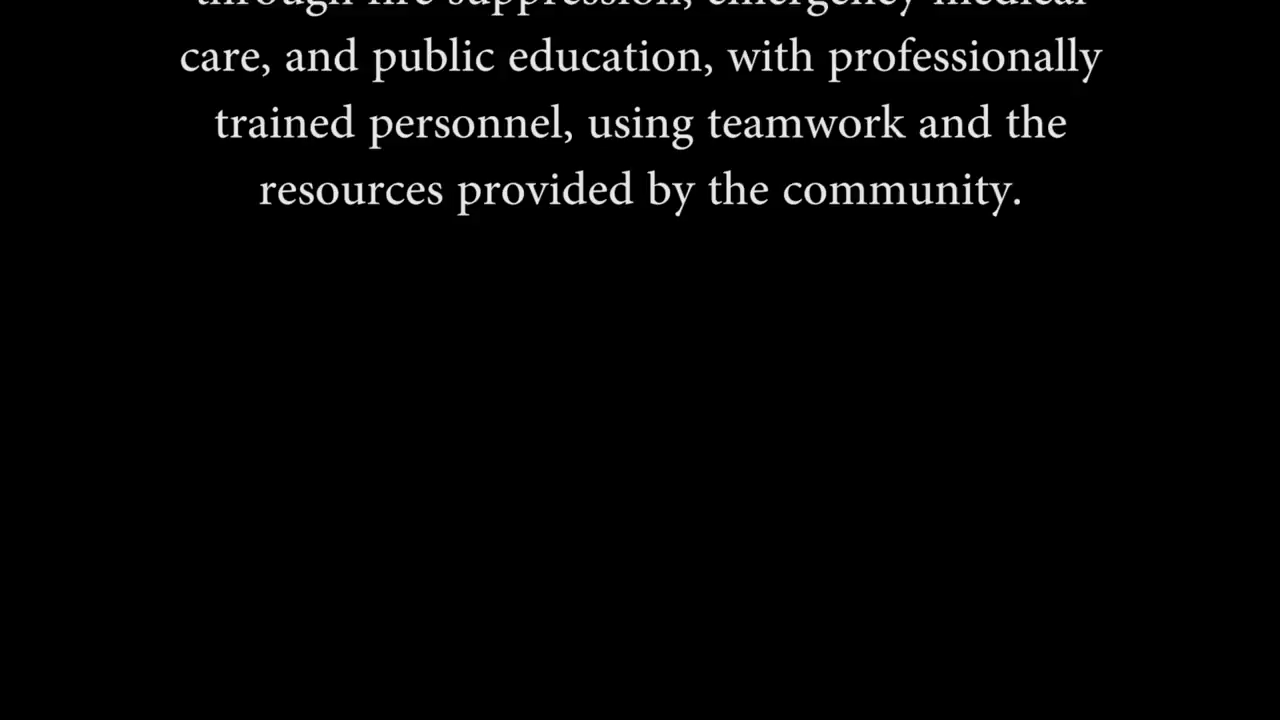 through fire suppression, emergency medical
care, and public education, with professionally
trained personnel, using teamwork and the
resources provided by the community.